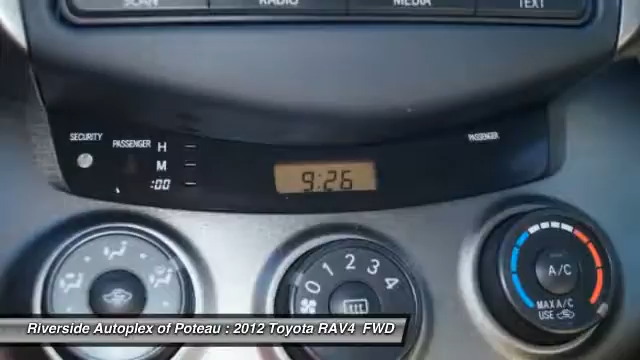 SCAN RADIO MEDIA TEXT
SECURITY PASSENGER H PASSENGER
M
:00 9:26
0 1 2 3 4
A/C
MAX A/C
USE
Riverside Autoplex of Poteau : 2012 Toyota RAV4 FWD